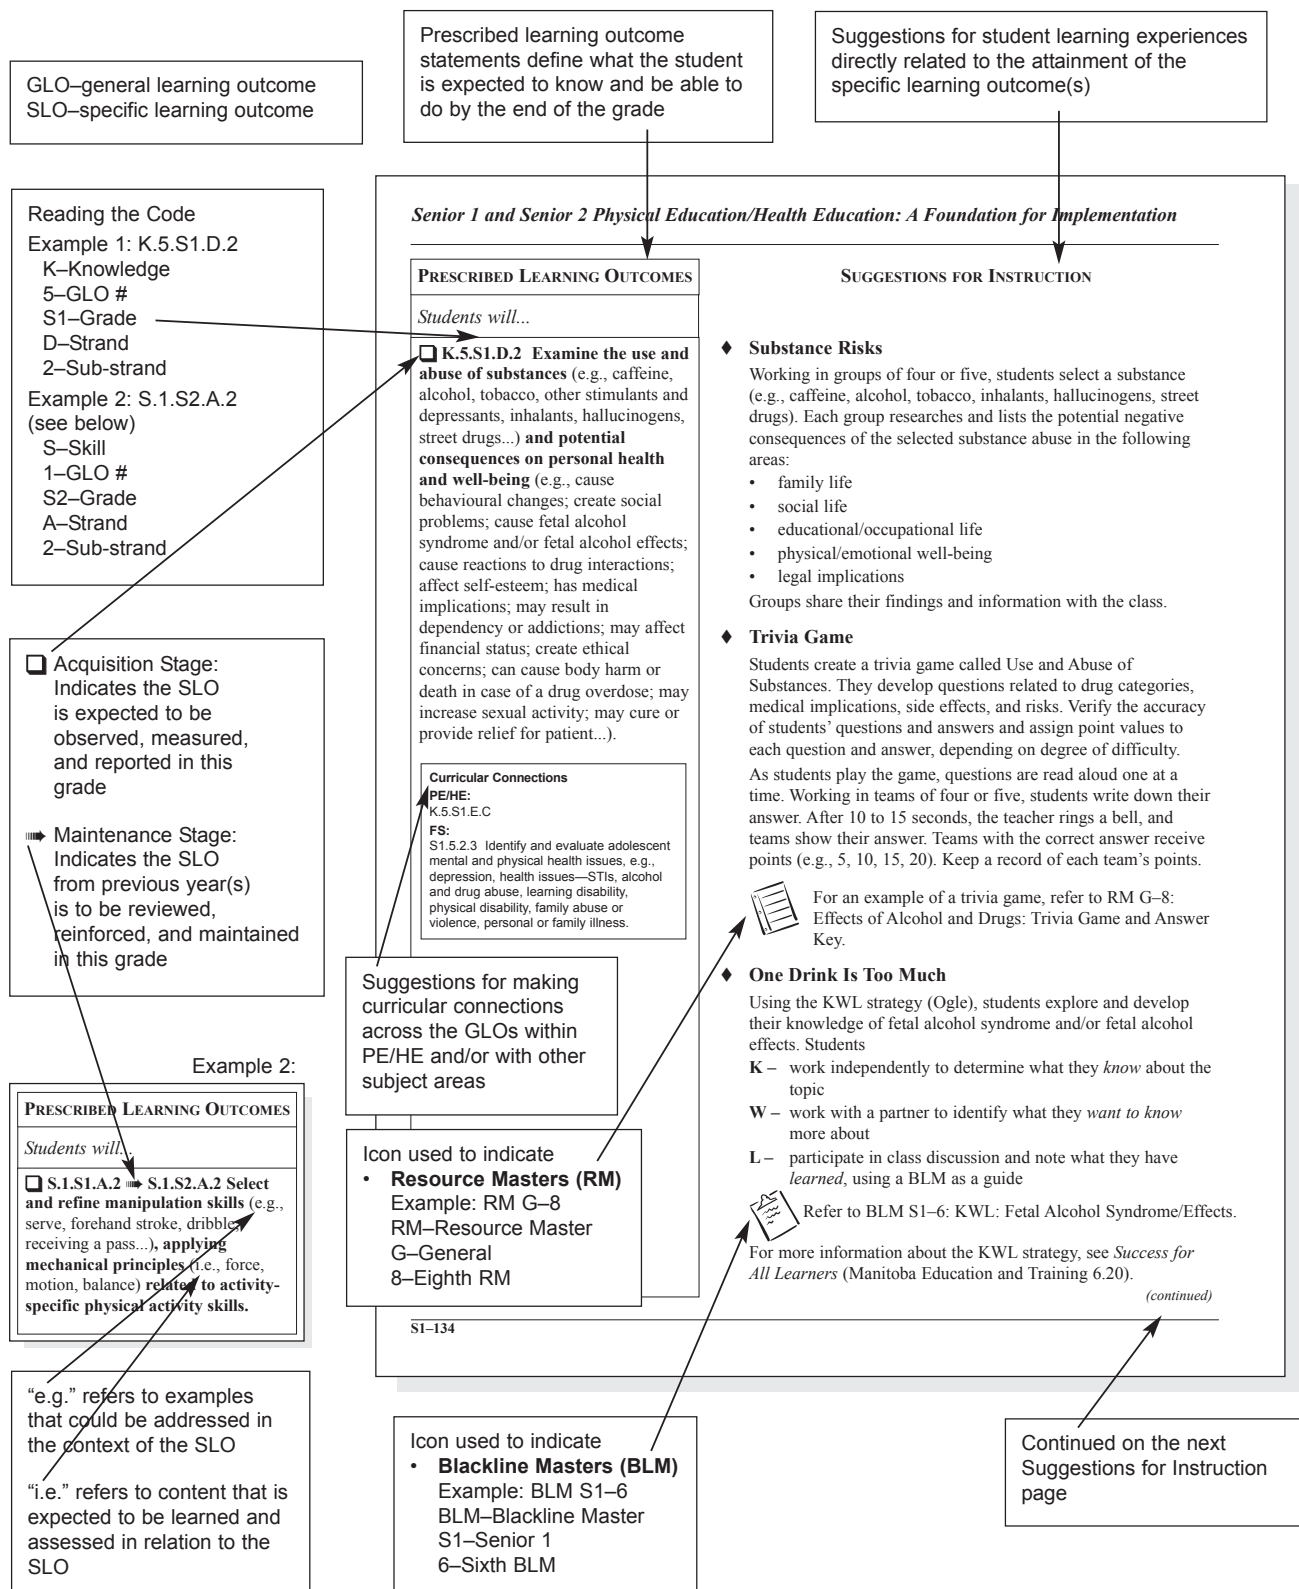 GLO–general learning outcome
SLO–specific learning outcome
Prescribed learning outcome
statements define what the student
is expected to know and be able to
do by the end of the grade
Suggestions for student learning experiences
directly related to the attainment of the
specific learning outcome(s)
Reading the Code
Example 1: K.5.S1.D.2
K–Knowledge
5–GLO #
S1–Grade
D–Strand
2–Sub-strand
Example 2: S.1.S2.A.2
(see below)
S–Skill
1–GLO #
S2–Grade
A–Strand
2–Sub-strand
❑ Acquisition Stage:
Indicates the SLO
is expected to be
observed, measured,
and reported in this
grade
➠ Maintenance Stage:
Indicates the SLO
from previous year(s)
is to be reviewed,
reinforced, and maintained
in this grade
Example 2:
PRESCRIBED LEARNING OUTCOMES
Students will...
❑ S.1.S1.A.2 ➠ S.1.S2.A.2 Select
and refine manipulation skills (e.g.,
serve, forehand stroke, dribble,
receiving a pass...), applying
mechanical principles (i.e., force,
motion, balance) related to activity-
specific physical activity skills.
"e.g." refers to examples
that could be addressed in
the context of the SLO
"i.e." refers to content that is
expected to be learned and
assessed in relation to the
SLO
Senior 1 and Senior 2 Physical Education/Health Education: A Foundation for Implementation
PRESCRIBED LEARNING OUTCOMES
Students will...
❑ K.5.S1.D.2 Examine the use and
abuse of substances (e.g., caffeine,
alcohol, tobacco, other stimulants and
depressants, inhalants, hallucinogens,
street drugs...) and potential
consequences on personal health
and well-being (e.g., cause
behavioural changes; create social
problems; cause fetal alcohol
syndrome and/or fetal alcohol effects;
cause reactions to drug interactions;
affect self-esteem; has medical
implications; may result in
dependency or addictions; may affect
financial status; create ethical
concerns; can cause body harm or
death in case of a drug overdose; may
increase sexual activity; may cure or
provide relief for patient...).
Curricular Connections
PE/HE:
K.5.S1.E.C
FS:
S1.5.2.3 Identify and evaluate adolescent
mental and physical health issues, e.g.,
depression, health issues—STIs, alcohol
and drug abuse, learning disability,
physical disability, family abuse or
violence, personal or family illness.
Suggestions for making
curricular connections
across the GLOs within
PE/HE and/or with other
subject areas
Icon used to indicate
• Resource Masters (RM)
Example: RM G–8
RM–Resource Master
G–General
8–Eighth RM
S1–134
Icon used to indicate
• Blackline Masters (BLM)
Example: BLM S1–6
BLM–Blackline Master
S1–Senior 1
6–Sixth BLM
SUGGESTIONS FOR INSTRUCTION
♦ Substance Risks
Working in groups of four or five, students select a substance
(e.g., caffeine, alcohol, tobacco, inhalants, hallucinogens, street
drugs). Each group researches and lists the potential negative
consequences of the selected substance abuse in the following
areas:
• family life
• social life
• educational/occupational life
• physical/emotional well-being
• legal implications
Groups share their findings and information with the class.
♦ Trivia Game
Students create a trivia game called Use and Abuse of
Substances. They develop questions related to drug categories,
medical implications, side effects, and risks. Verify the accuracy
of students' questions and answers and assign point values to
each question and answer, depending on degree of difficulty.
As students play the game, questions are read aloud one at a
time. Working in teams of four or five, students write down their
answer. After 10 to 15 seconds, the teacher rings a bell, and
teams show their answer. Teams with the correct answer receive
points (e.g., 5, 10, 15, 20). Keep a record of each team's points.
For an example of a trivia game, refer to RM G–8:
Effects of Alcohol and Drugs: Trivia Game and Answer
Key.
♦ One Drink Is Too Much
Using the KWL strategy (Ogle), students explore and develop
their knowledge of fetal alcohol syndrome and/or fetal alcohol
effects. Students
K – work independently to determine what they know about the
topic
W – work with a partner to identify what they want to know
more about
L – participate in class discussion and note what they have
learned, using a BLM as a guide
Refer to BLM S1–6: KWL: Fetal Alcohol Syndrome/Effects.
For more information about the KWL strategy, see Success for
All Learners (Manitoba Education and Training 6.20).
(continued)
Continued on the next
Suggestions for Instruction
page